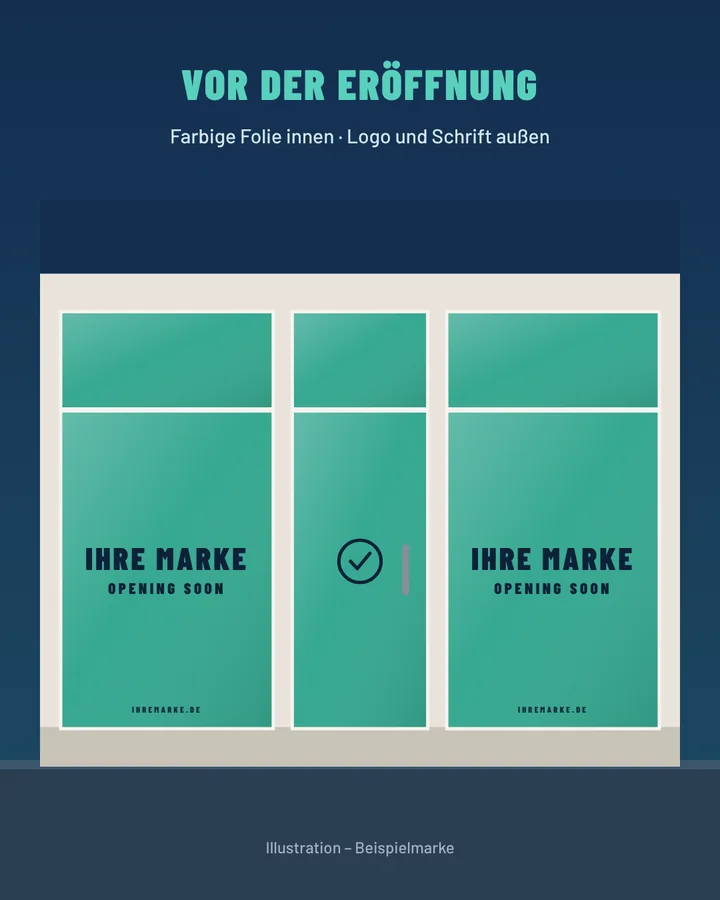 VOR DER ERÖFFNUNG
Farbige Folie innen · Logo und Schrift außen
IHRE MARKE
OPENING SOON
IHREMARKE.DE
IHRE MARKE
OPENING SOON
IHREMARKE.DE
Illustration – Beispielmarke